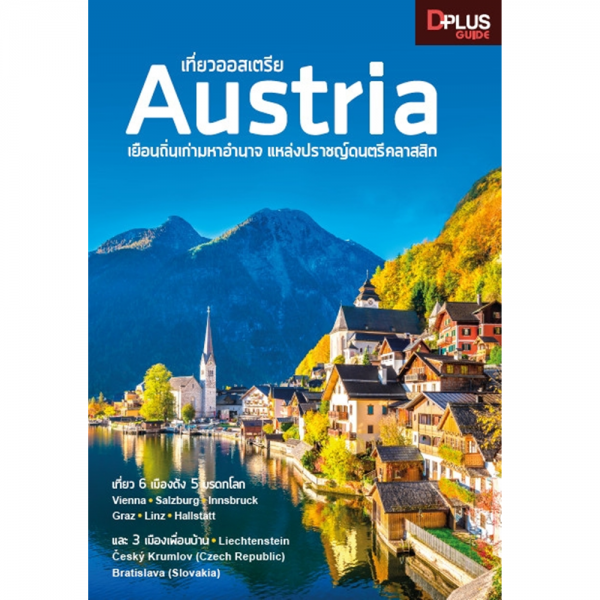 D+PLUS
GUIDE
เที่ยวออสเตรีย
Austria
เยือนถิ่นเก่ามหาอำนาจ แหล่งปราชญ์ดนตรีคลาสสิก
เที่ยว 6 เมืองดัง 5 มรดกโลก
Vienna • Salzburg • Innsbruck
Graz • Linz • Hallstatt
และ 3 เมืองเพื่อนบ้าน • Liechtenstein
Český Krumlov (Czech Republic)
Bratislava (Slovakia)